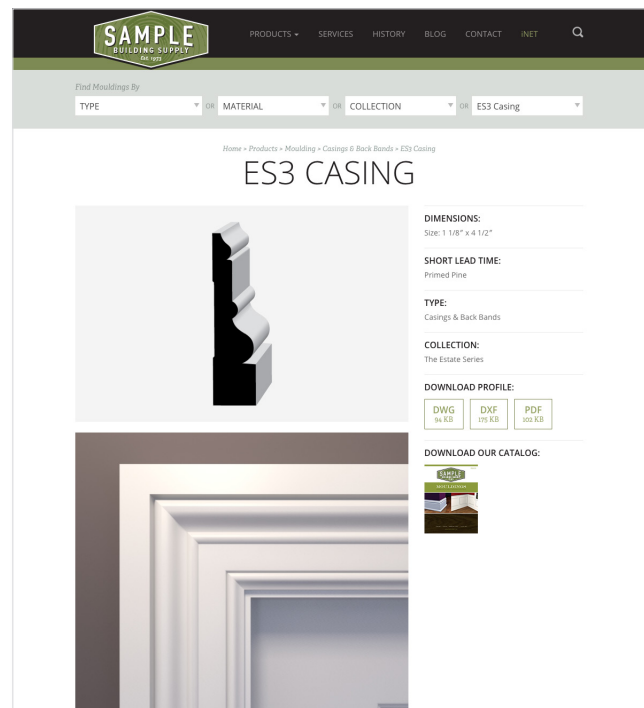 SAMPLE
BUILDING SUPPLY
Est. 1953
PRODUCTS SERVICES HISTORY BLOG CONTACT iNET
Find Mouldings By
TYPE OR MATERIAL OR COLLECTION OR ES3 Casing
Home » Products » Moulding » Casings & Back Bands » ES3 Casing
ES3 CASING
DIMENSIONS:
Size: 1 1/8" x 4 1/2"
SHORT LEAD TIME:
Primed Pine
TYPE:
Casings & Back Bands
COLLECTION:
The Estate Series
DOWNLOAD PROFILE:
DWG DXF PDF
94 KB 175 KB 102 KB
DOWNLOAD OUR CATALOG:
SAMPLE